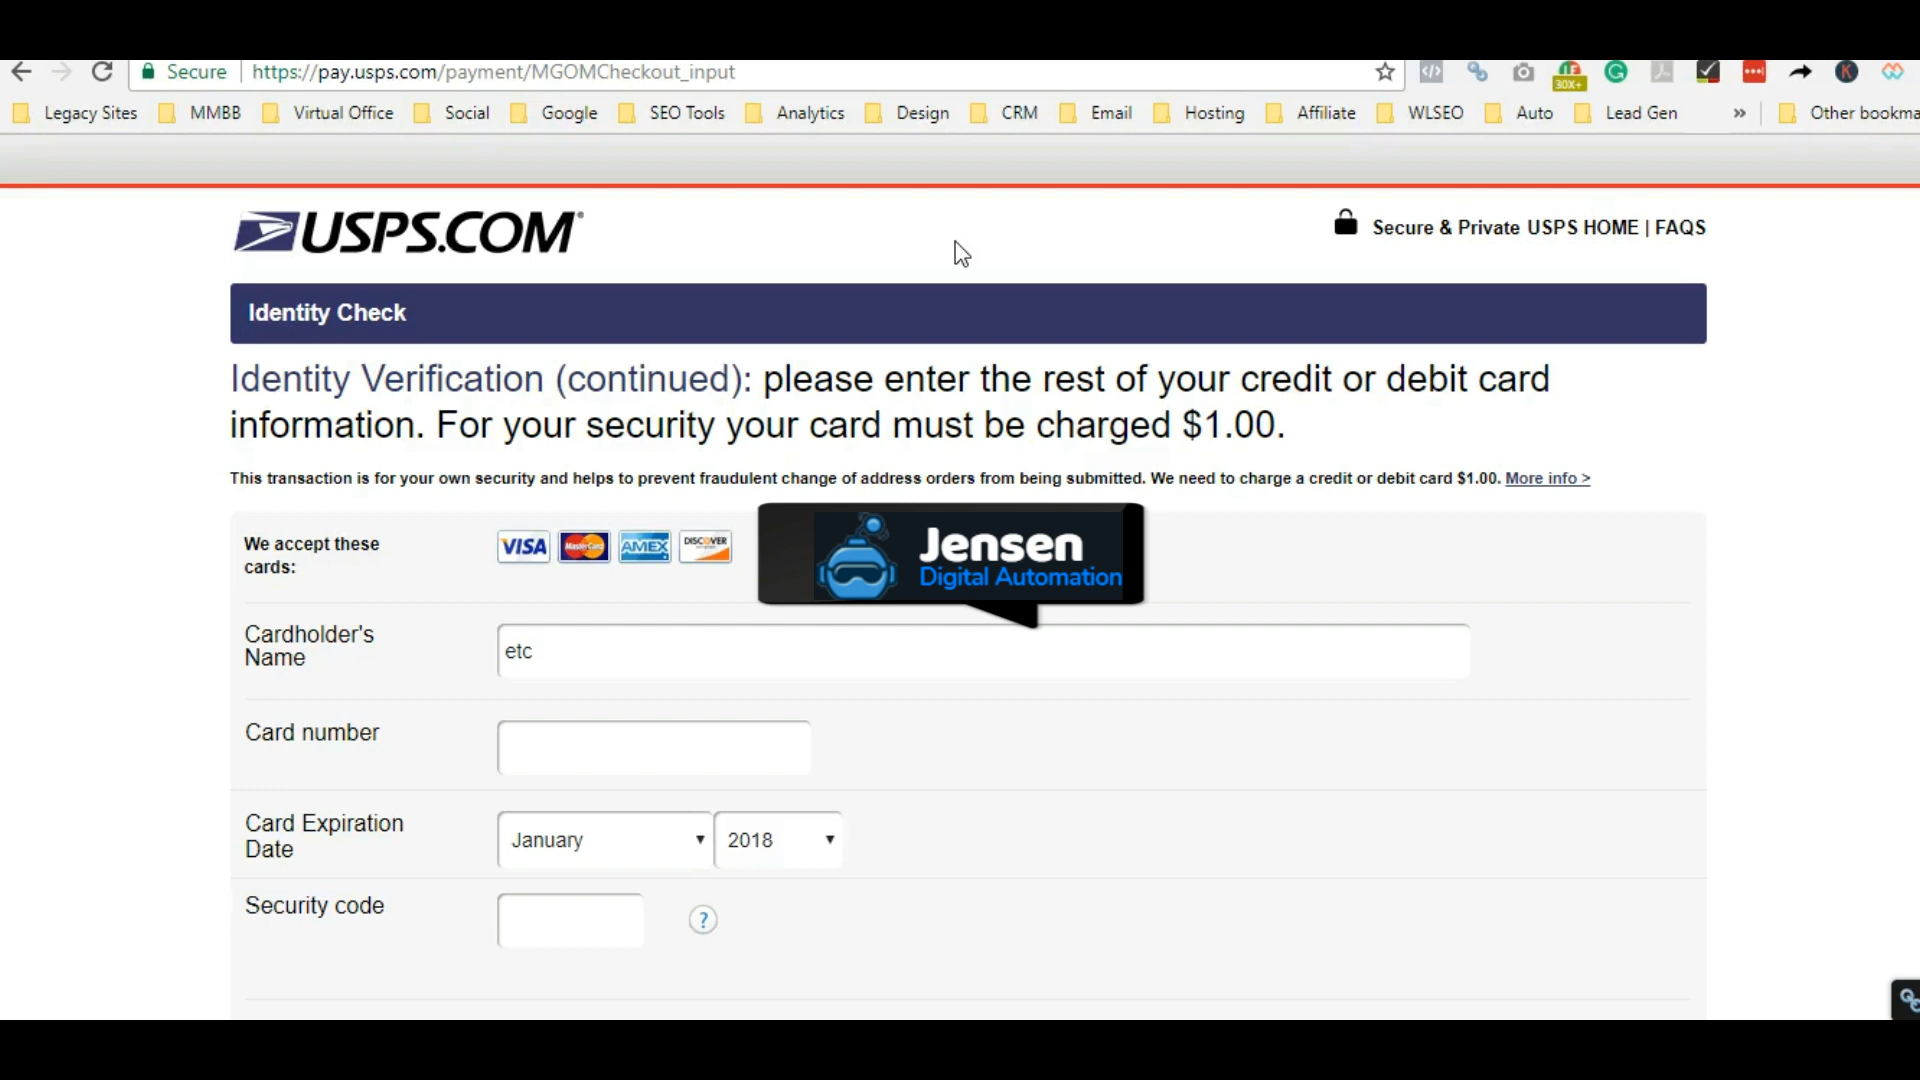 Secure https://pay.usps.com/payment/MGOMCheckout_input
30X+
Legacy Sites MMBB Virtual Office Social Google SEO Tools Analytics Design CRM Email Hosting Affiliate WLSEO Auto Lead Gen » Other bookma
USPS.COM®
Secure & Private USPS HOME | FAQS
Identity Check
Identity Verification (continued): please enter the rest of your credit or debit card
information. For your security your card must be charged $1.00.
This transaction is for your own security and helps to prevent fraudulent change of address orders from being submitted. We need to charge a credit or debit card $1.00. More info >
We accept these
cards:
VISA MasterCard AMEX DISCOVER
Jensen
Digital Automation
Cardholder's
Name
etc
Card number
Card Expiration
Date
January 2018
Security code
?